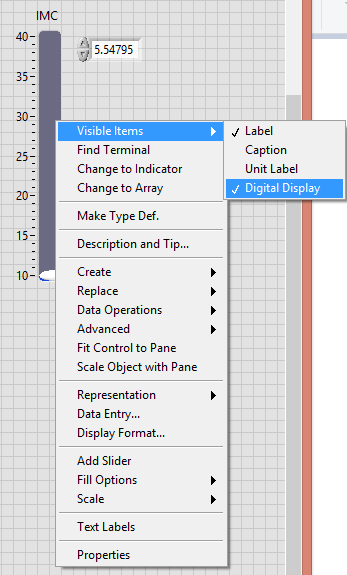 IMC
40
35
30
25
20
15
10
5.54795
Visible Items
Find Terminal
Change to Indicator
Change to Array
Make Type Def.
Description and Tip...
Create
Replace
Data Operations
Advanced
Fit Control to Pane
Scale Object with Pane
Representation
Data Entry...
Display Format...
Add Slider
Fill Options
Scale
Text Labels
Properties
Label
Caption
Unit Label
Digital Display